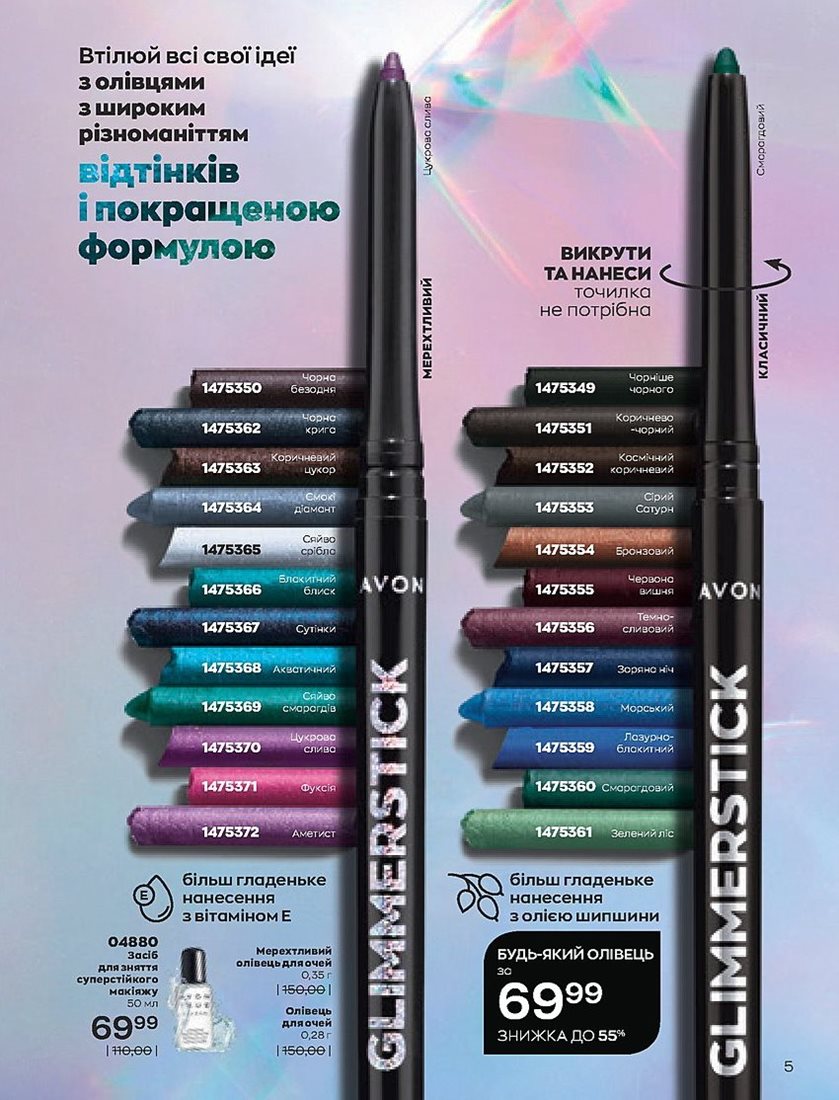 Втілюй всі свої ідеї
з олівцями
з широким
різноманіттям
відтінків
і покращеною
формулою
Цукрова слива
МЕРЕХТЛИВИЙ
Смарагдовий
КЛАСИЧНИЙ
ВИКРУТИ
ТА НАНЕСИ
точилка
не потрібна
1475350 Чорна
безодня
1475362 Чорна
крига
1475363 Коричневий
цукор
1475364 Ємокі
діамант
1475365 Сяйво
срібла
1475366 Блакитний
блиск
1475367 Сутінки
1475368 Акватичний
1475369 Сяйво
смарагдів
1475370 Цукрова
слива
1475371 Фуксія
1475372 Аметист
AVON
GLIMMERSTICK
1475349 Чорніше
чорного
1475351 Коричнево
-чорний
1475352 Космічний
коричневий
1475353 Сірий
Сатурн
1475354 Бронзовий
1475355 Червона
вишня
1475356 Темно-
сливовий
1475357 Зоряна ніч
1475358 Морський
1475359 Лазурно-
блакитний
1475360 Смарагдовий
1475361 Зелений ліс
AVON
GLIMMERSTICK
E
більш гладеньке
нанесення
з вітаміном Е
більш гладеньке
нанесення
з олією шипшини
04880
Засіб
для зняття
суперстійкого
макіяжу
50 мл
69⁹⁹
|110,00|
Мерехтливий
олівець для очей
0,35 г
|150,00|
Олівець
для очей
0,28 г
|150,00|
БУДЬ-ЯКИЙ ОЛІВЕЦЬ
за
69⁹⁹
ЗНИЖКА ДО 55%
5